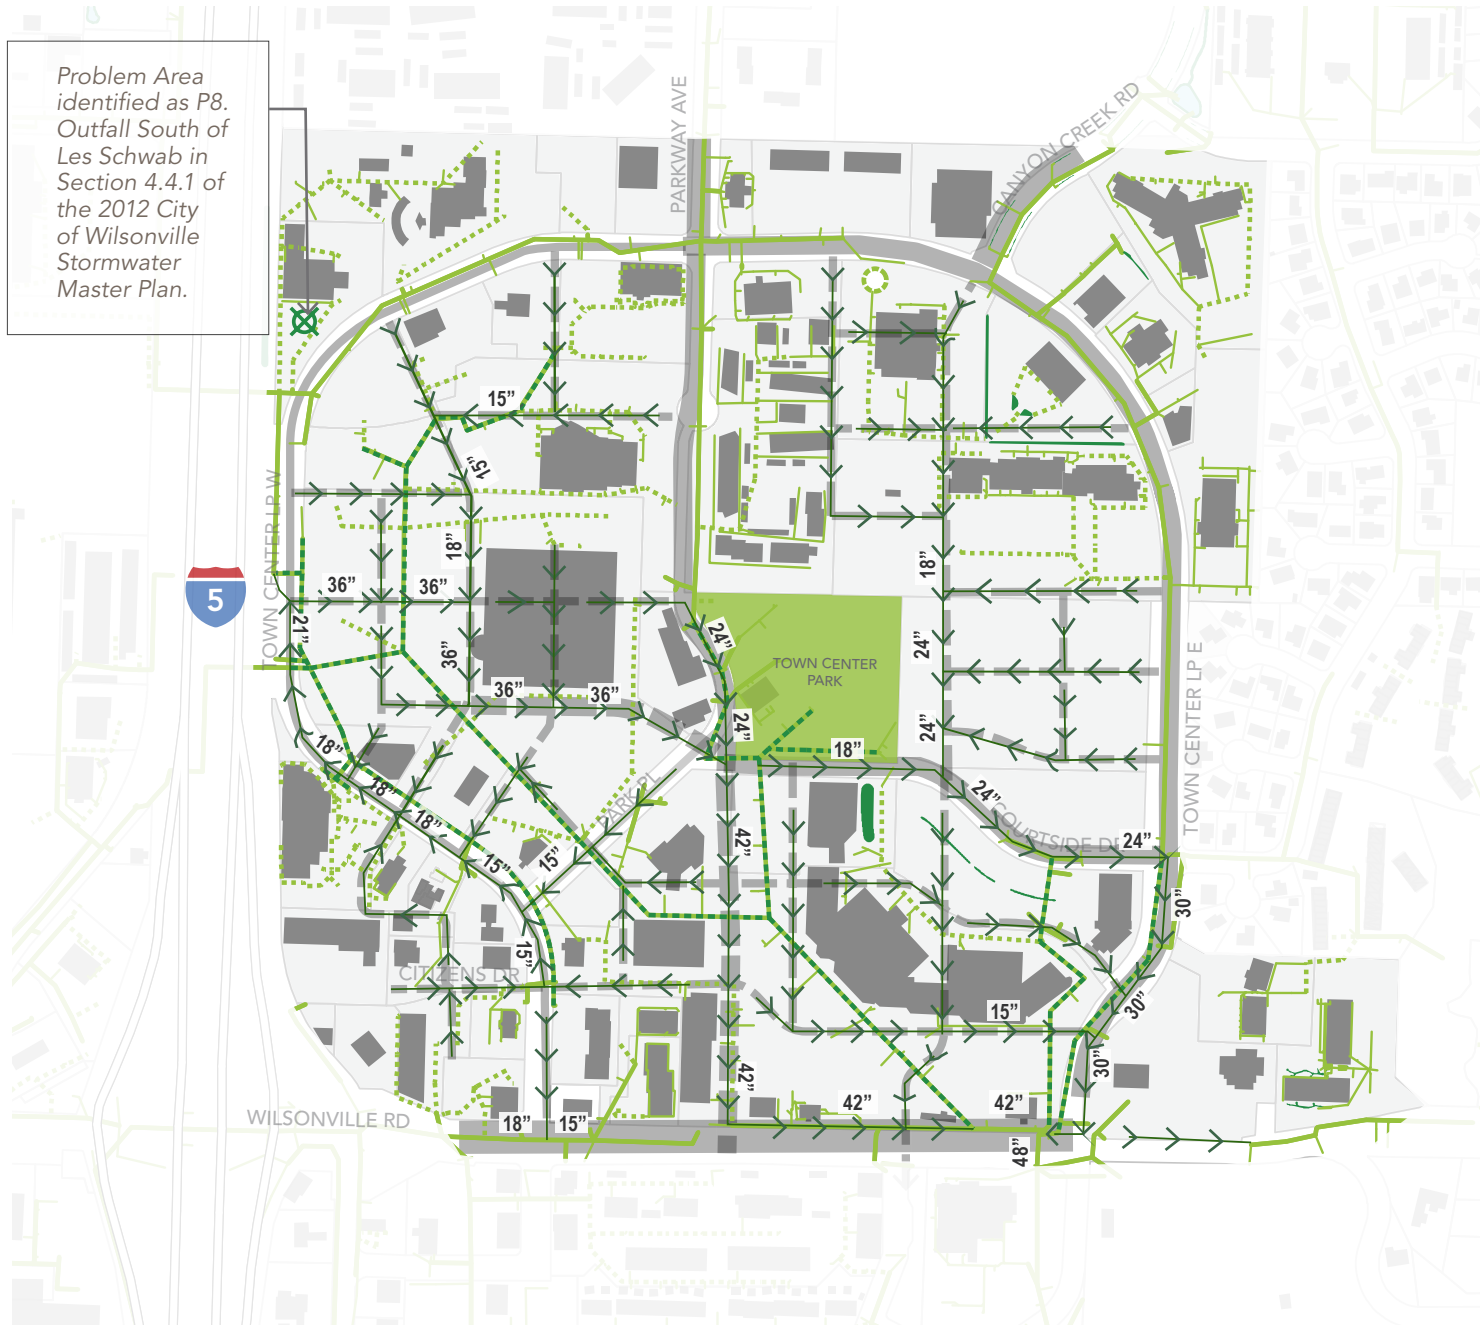 Problem Area
identified as P8.
Outfall South of
Les Schwab in
Section 4.4.1 of
the 2012 City
of Wilsonville
Stormwater
Master Plan.
PARKWAY AVE
CANYON CREEK RD
15”
15”
TOWN CENTER LP W
18”
18”
5
36”
36”
21”
24”
36”
24”
TOWN CENTER
PARK
TOWN CENTER LP E
36”
36”
24”
24”
18”
18”
18”
18”
24”
PARK PL
COURTSIDE DR
42”
24”
15”
15”
30”
15”
CITIZENS DR
15”
30”
30”
42”
42”
42”
WILSONVILLE RD
18”
15”
48”